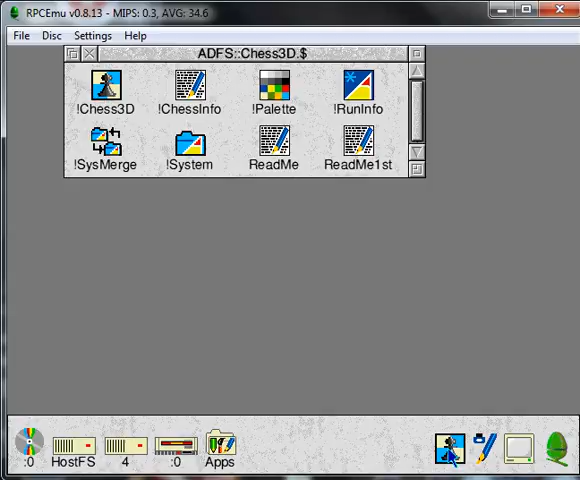 RPCEmu v0.8.13 - MIPS: 0.3, AVG: 34.6
File Disc Settings Help
ADFS::Chess3D.$
!Chess3D !ChessInfo !Palette !RunInfo
!SysMerge !System ReadMe ReadMe1st
:0 HostFS 4 :0 Apps